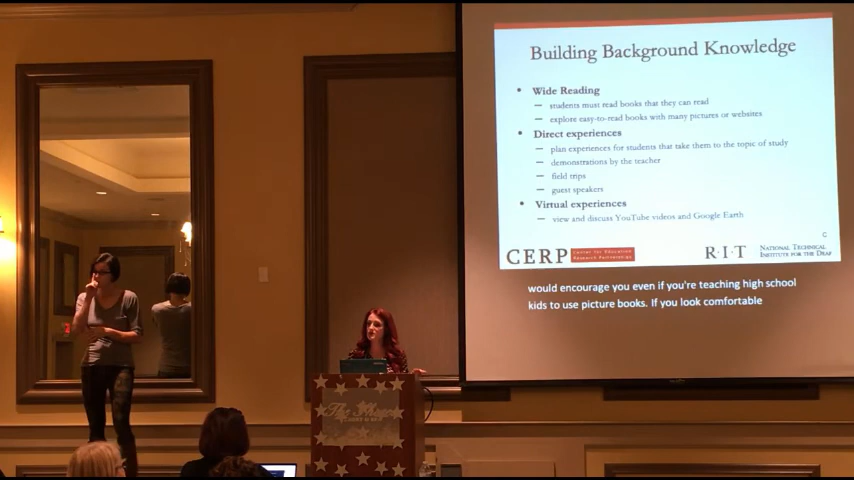 Building Background Knowledge
• Wide Reading
– students must read books that they can read
– explore easy-to-read books with many pictures or websites
• Direct experiences
– plan experiences for students that take them to the topic of study
– demonstrations by the teacher
– field trips
– guest speakers
• Virtual experiences
– view and discuss YouTube videos and Google Earth
CERP Center for Education
Research Partnerships
R·I·T National Technical
Institute for the Deaf
would encourage you even if you're teaching high school
kids to use picture books. If you look comfortable